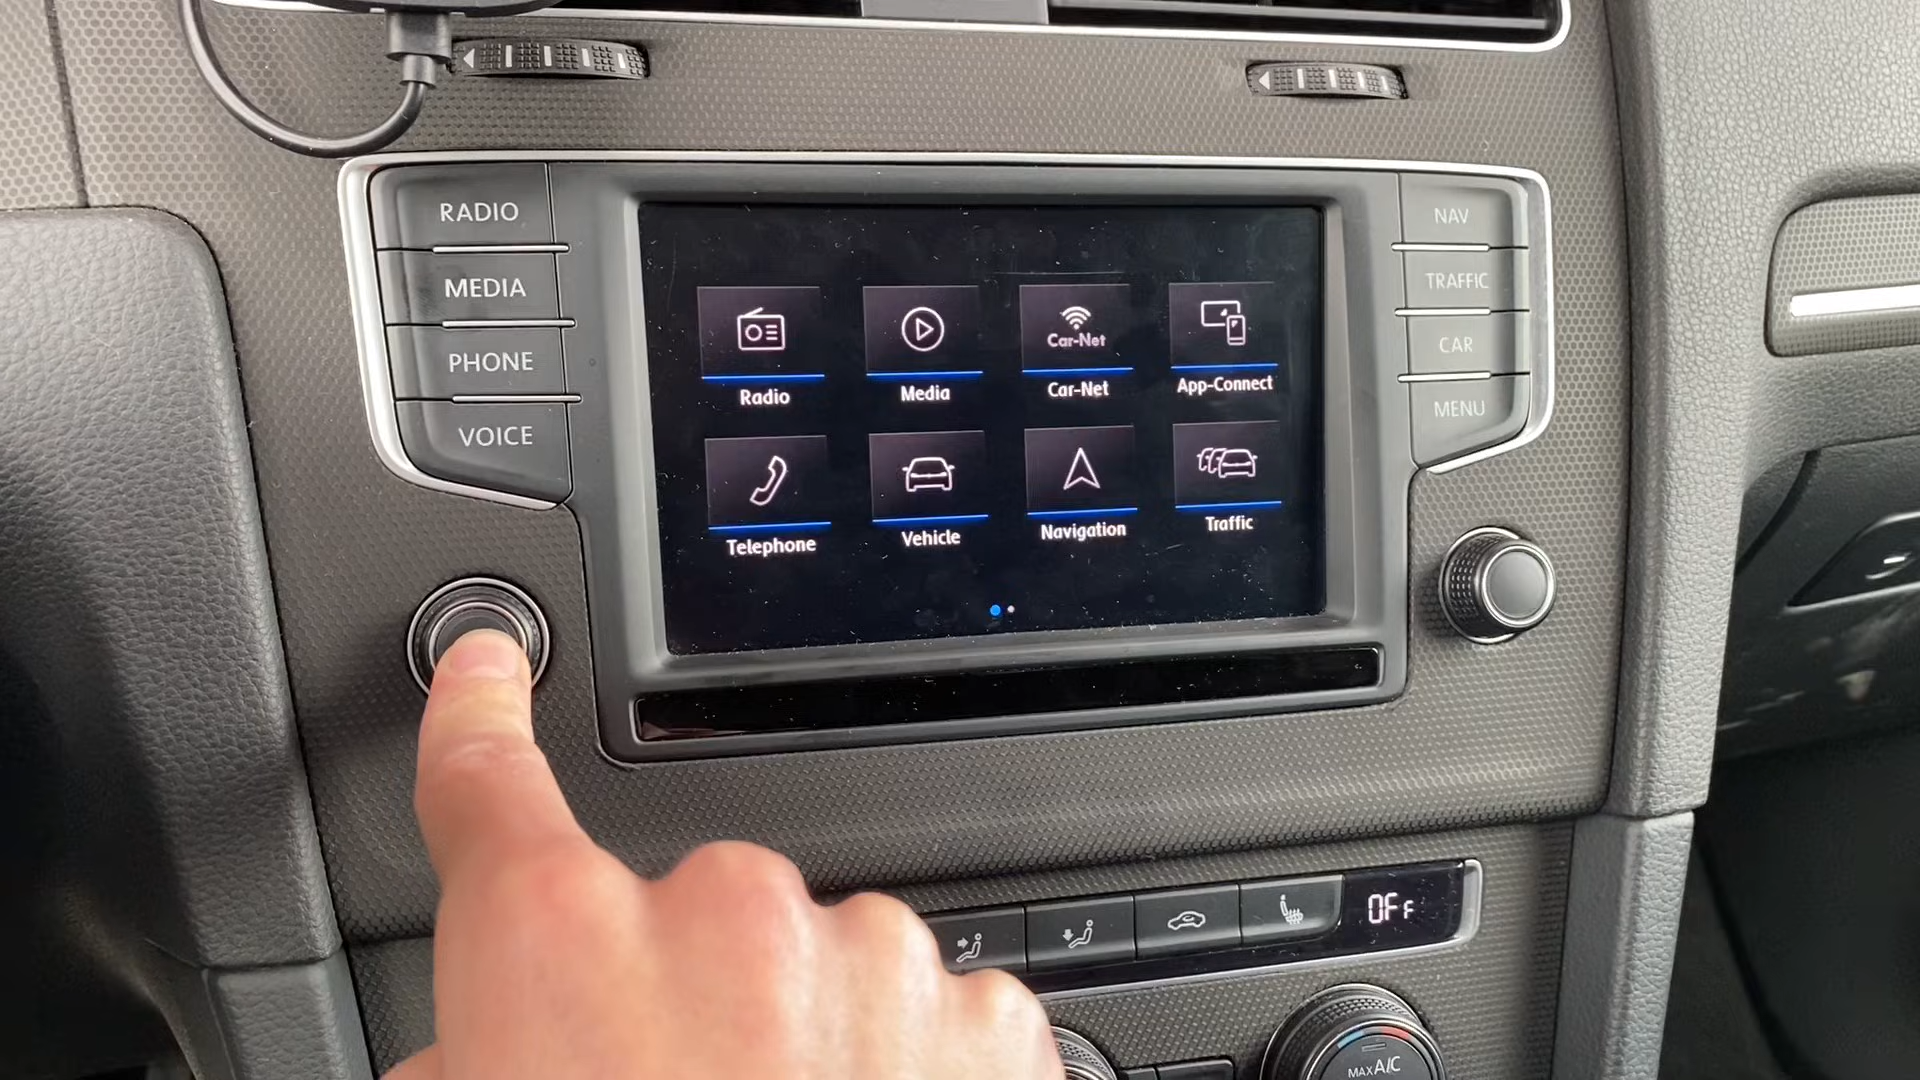 RADIO
MEDIA
PHONE
VOICE
Car-Net
Radio
Media
Car-Net
App-Connect
Telephone
Vehicle
Navigation
Traffic
NAV
TRAFFIC
CAR
MENU
OFF
MAX A/C